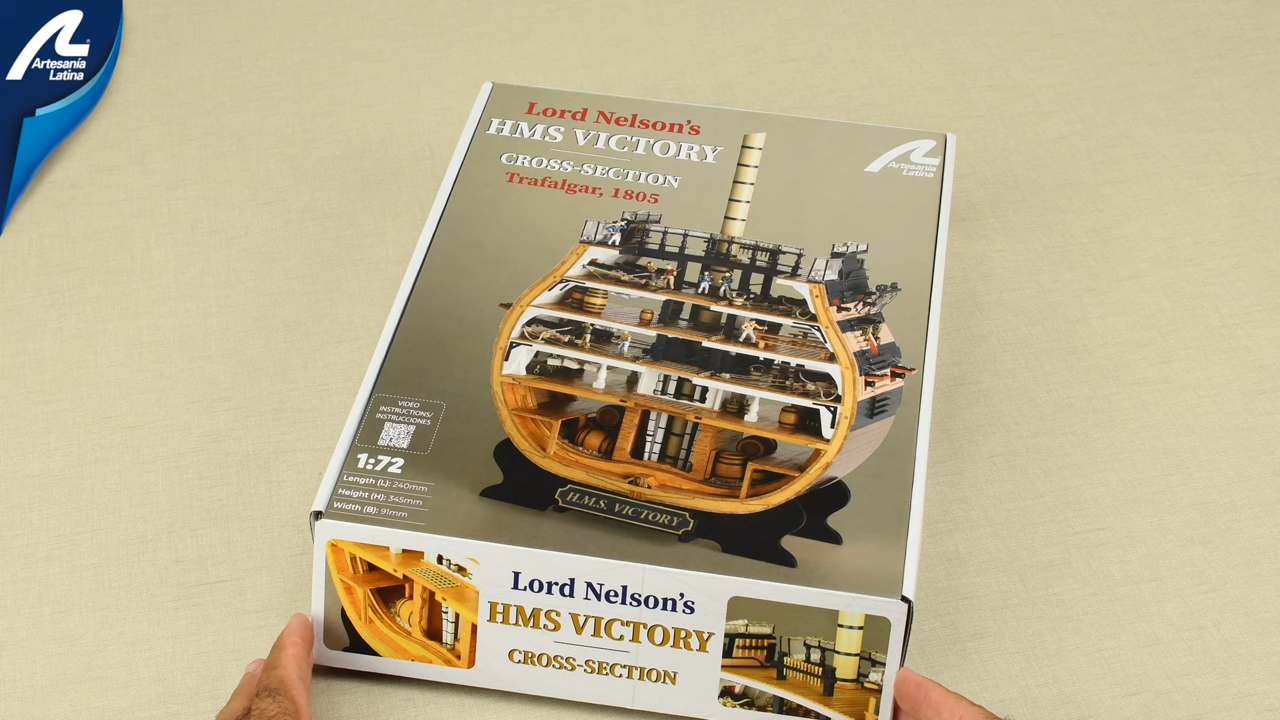 Artesanía
Latina
Lord Nelson's
HMS VICTORY
CROSS-SECTION
Trafalgar, 1805
Artesanía
Latina
VIDEO
INSTRUCTIONS/
INSTRUCCIONES
1:72
Length (L): 240mm
Height (H): 345mm
Width (B): 91mm
H.M.S. VICTORY
Lord Nelson's
HMS VICTORY
CROSS-SECTION